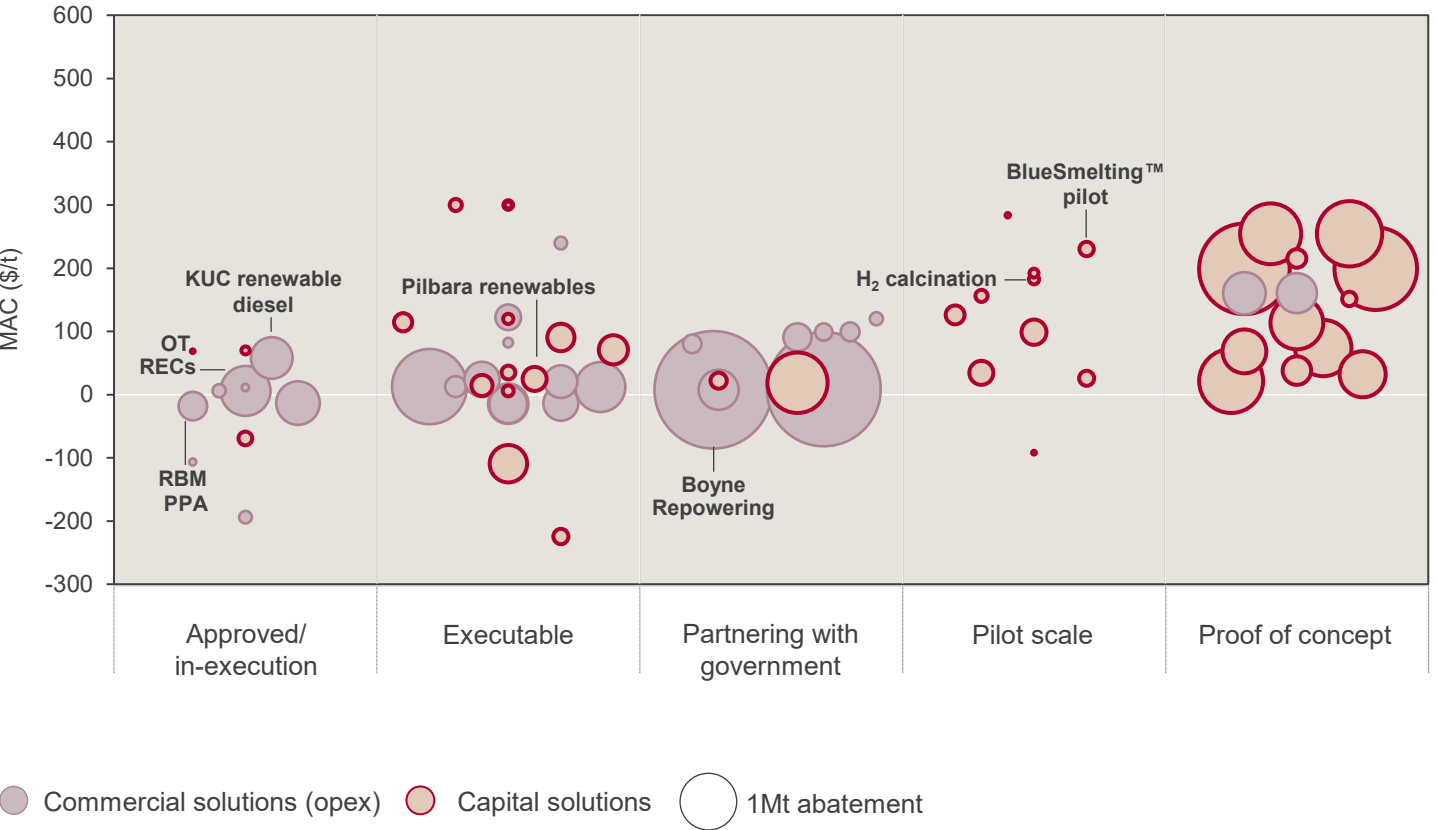 600
500
400
300
200
100
0
-100
-200
-300
MAC ($/t)
KUC renewable
diesel
OT
RECs
RBM
PPA
Pilbara renewables
Boyne
Repowering
H₂ calcination
BlueSmelting™
pilot
Approved/
in-execution
Executable
Partnering with
government
Pilot scale
Proof of concept
Commercial solutions (opex)
Capital solutions
1Mt abatement